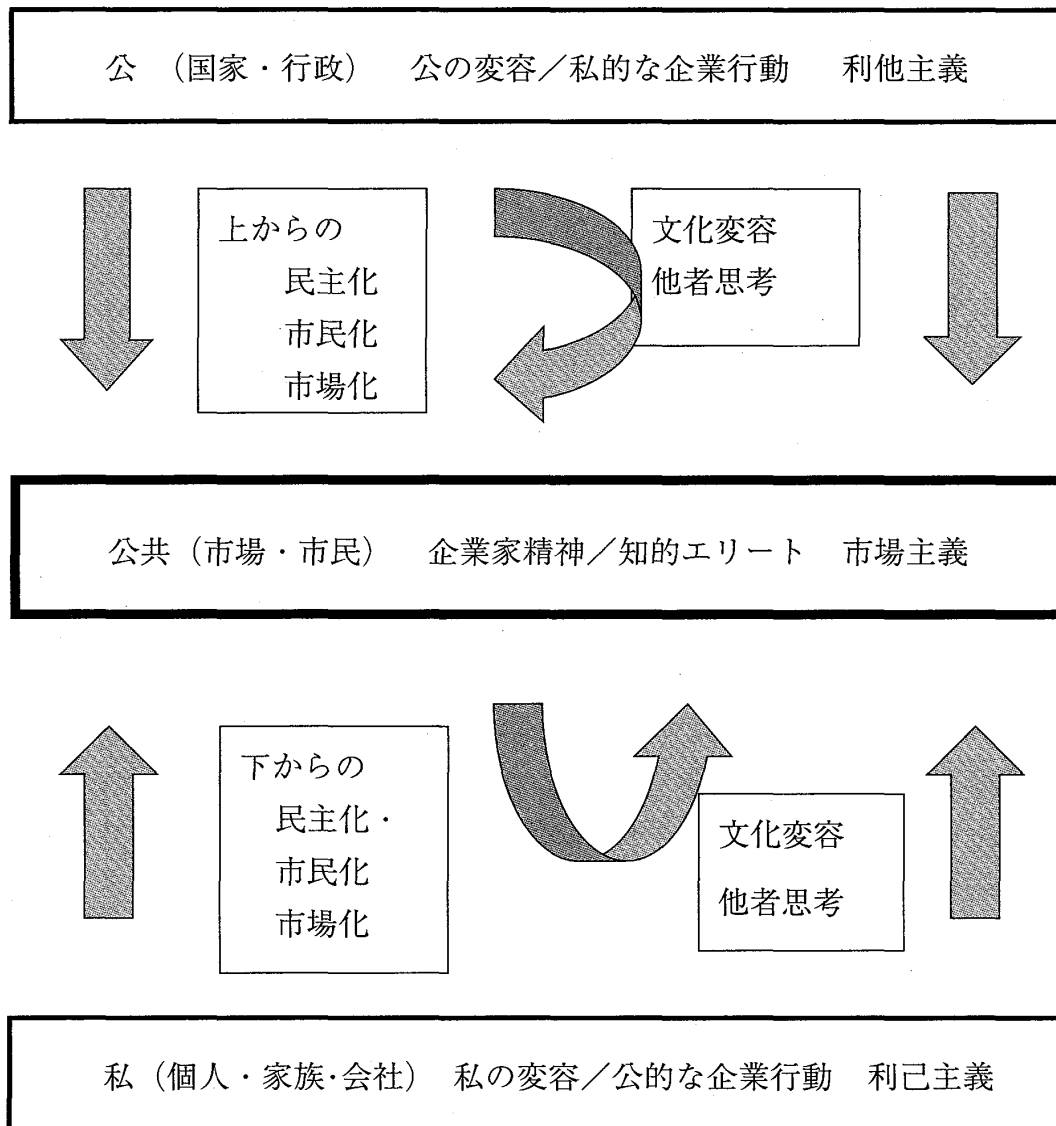 公 （国家・行政） 公の変容／私的な企業行動 利他主義
上からの
民主化
市民化
市場化
文化変容
他者思考
公共（市場・市民） 企業家精神／知的エリート 市場主義
下からの
民主化・
市民化
市場化
文化変容
他者思考
私（個人・家族・会社） 私の変容／公的な企業行動 利己主義